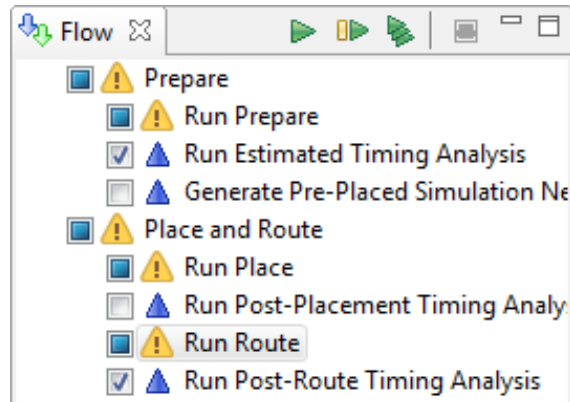 Flow
Prepare
Run Prepare
Run Estimated Timing Analysis
Generate Pre-Placed Simulation Ne
Place and Route
Run Place
Run Post-Placement Timing Analy
Run Route
Run Post-Route Timing Analysis